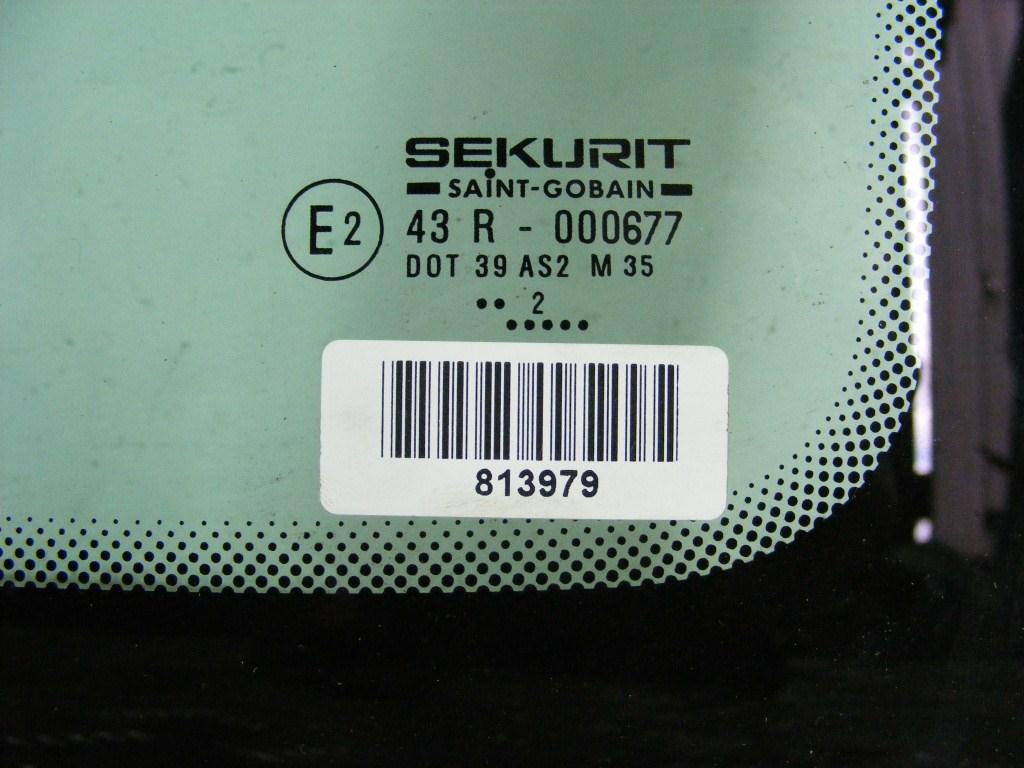 SEKURIT
SAINT-GOBAIN
E2
43 R - 000677
DOT 39 AS2 M 35
•• 2
•••••
813979